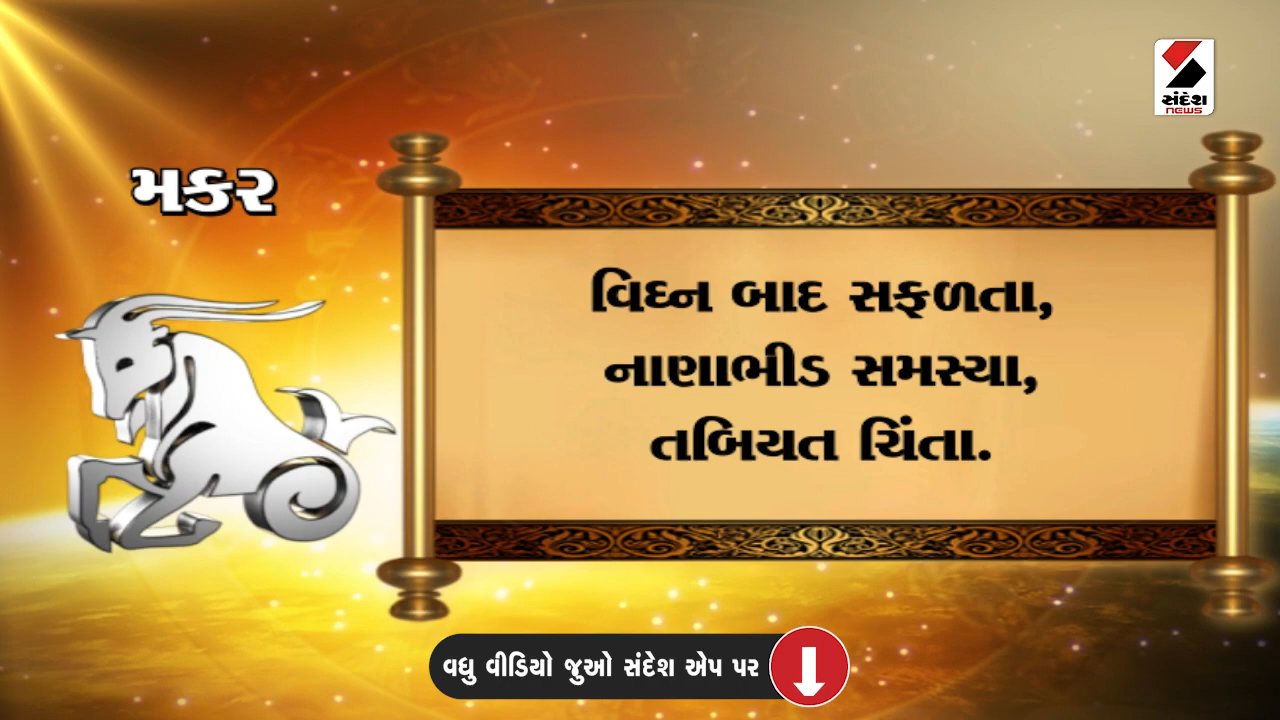 સંદેશ
NEWS
મકર
વિઘ્ન બાદ સફળતા,
નાણાભીડ સમસ્યા,
તબિયત ચિંતા.
વધુ વીડિયો જુઓ સંદેશ એપ પર